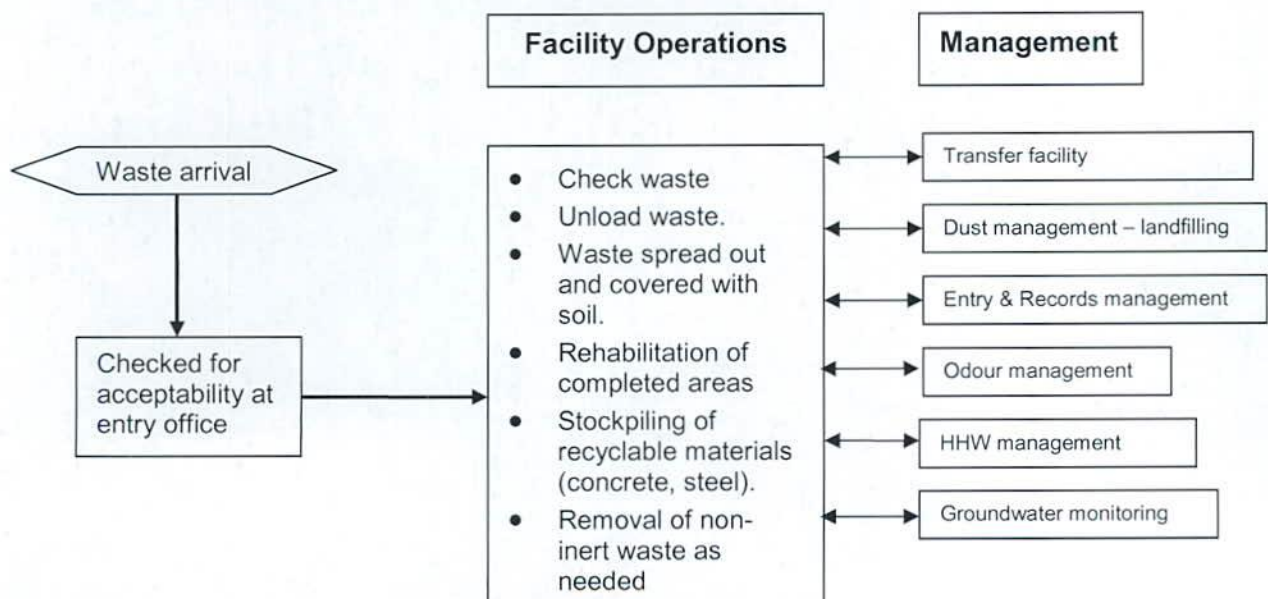 Facility Operations
Management
Waste arrival
Checked for
acceptability at
entry office
• Check waste
• Unload waste.
• Waste spread out
and covered with
soil.
• Rehabilitation of
completed areas
• Stockpiling of
recyclable materials
(concrete, steel).
• Removal of non-
inert waste as
needed
Transfer facility
Dust management – landfilling
Entry & Records management
Odour management
HHW management
Groundwater monitoring